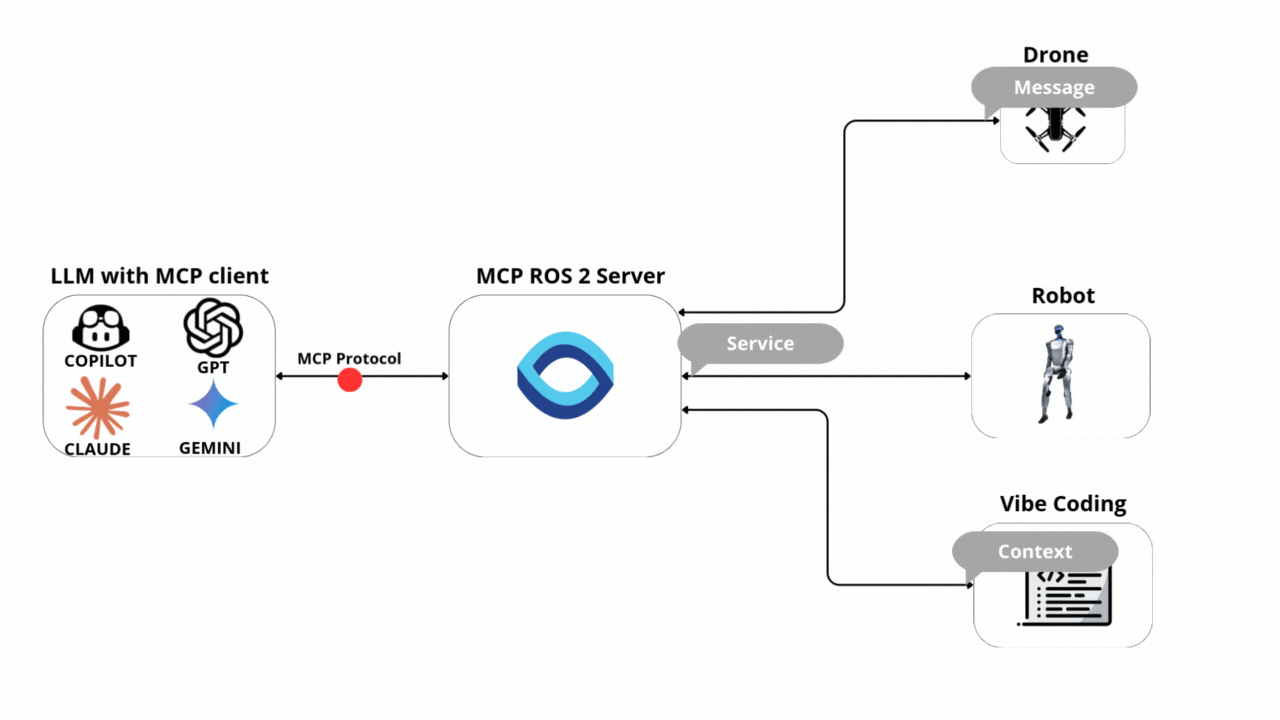 Drone
Message
LLM with MCP client
MCP ROS 2 Server
Robot
COPILOT
GPT
MCP Protocol
Service
CLAUDE
GEMINI
Vibe Coding
Context
</>